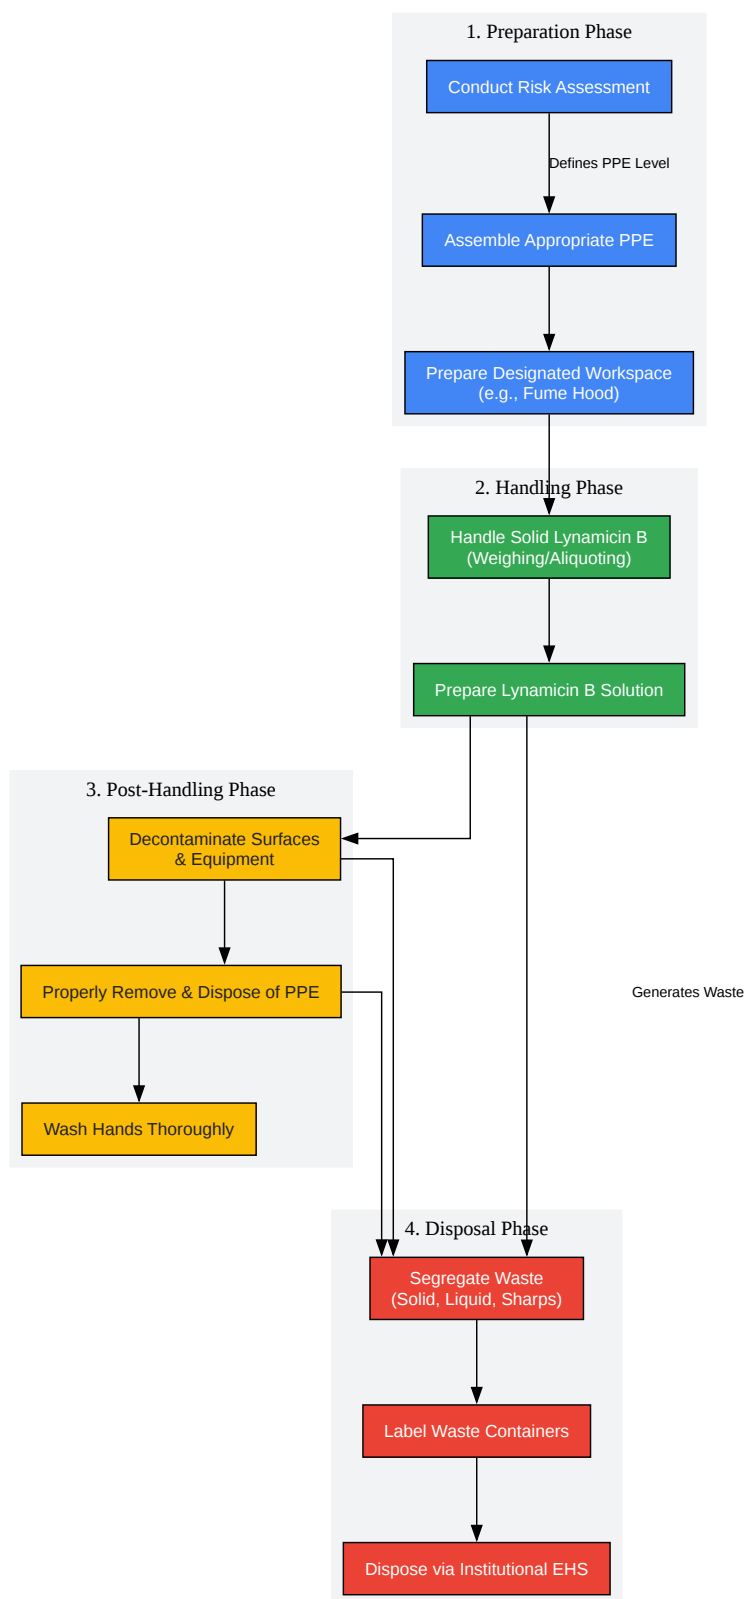 1. Preparation Phase
Conduct Risk Assessment
Defines PPE Level
Assemble Appropriate PPE
Prepare Designated Workspace
(e.g., Fume Hood)
2. Handling Phase
Handle Solid Lynamicin B
(Weighing/Aliquoting)
Prepare Lynamicin B Solution
3. Post-Handling Phase
Decontaminate Surfaces
& Equipment
Properly Remove & Dispose of PPE
Generates Waste
Wash Hands Thoroughly
4. Disposal Phase
Segregate Waste
(Solid, Liquid, Sharps)
Label Waste Containers
Dispose via Institutional EHS